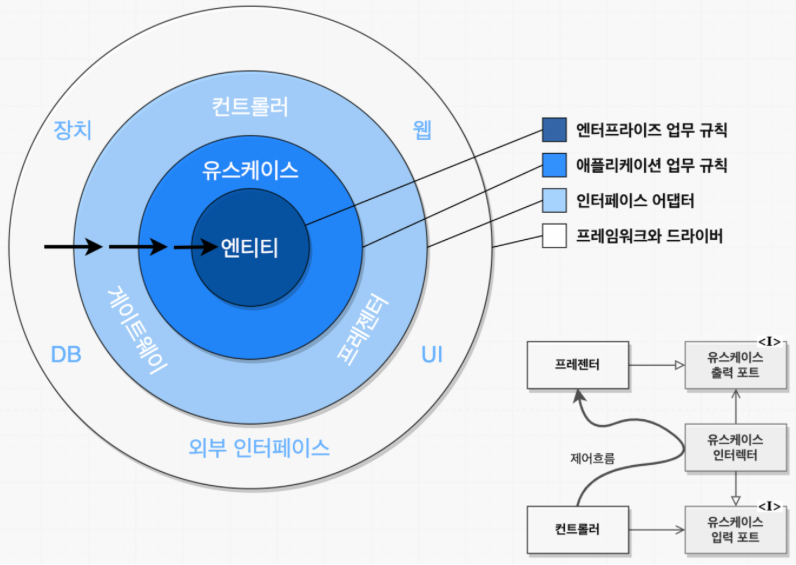 컨트롤러
장치
웹
유스케이스
엔티티
게이트웨이
프레젠터
DB
UI
외부 인터페이스
엔터프라이즈 업무 규칙
애플리케이션 업무 규칙
인터페이스 어댑터
프레임워크와 드라이버
프레젠터
<I>
유스케이스
출력 포트
제어흐름
유스케이스
인터렉터
컨트롤러
<I>
유스케이스
입력 포트